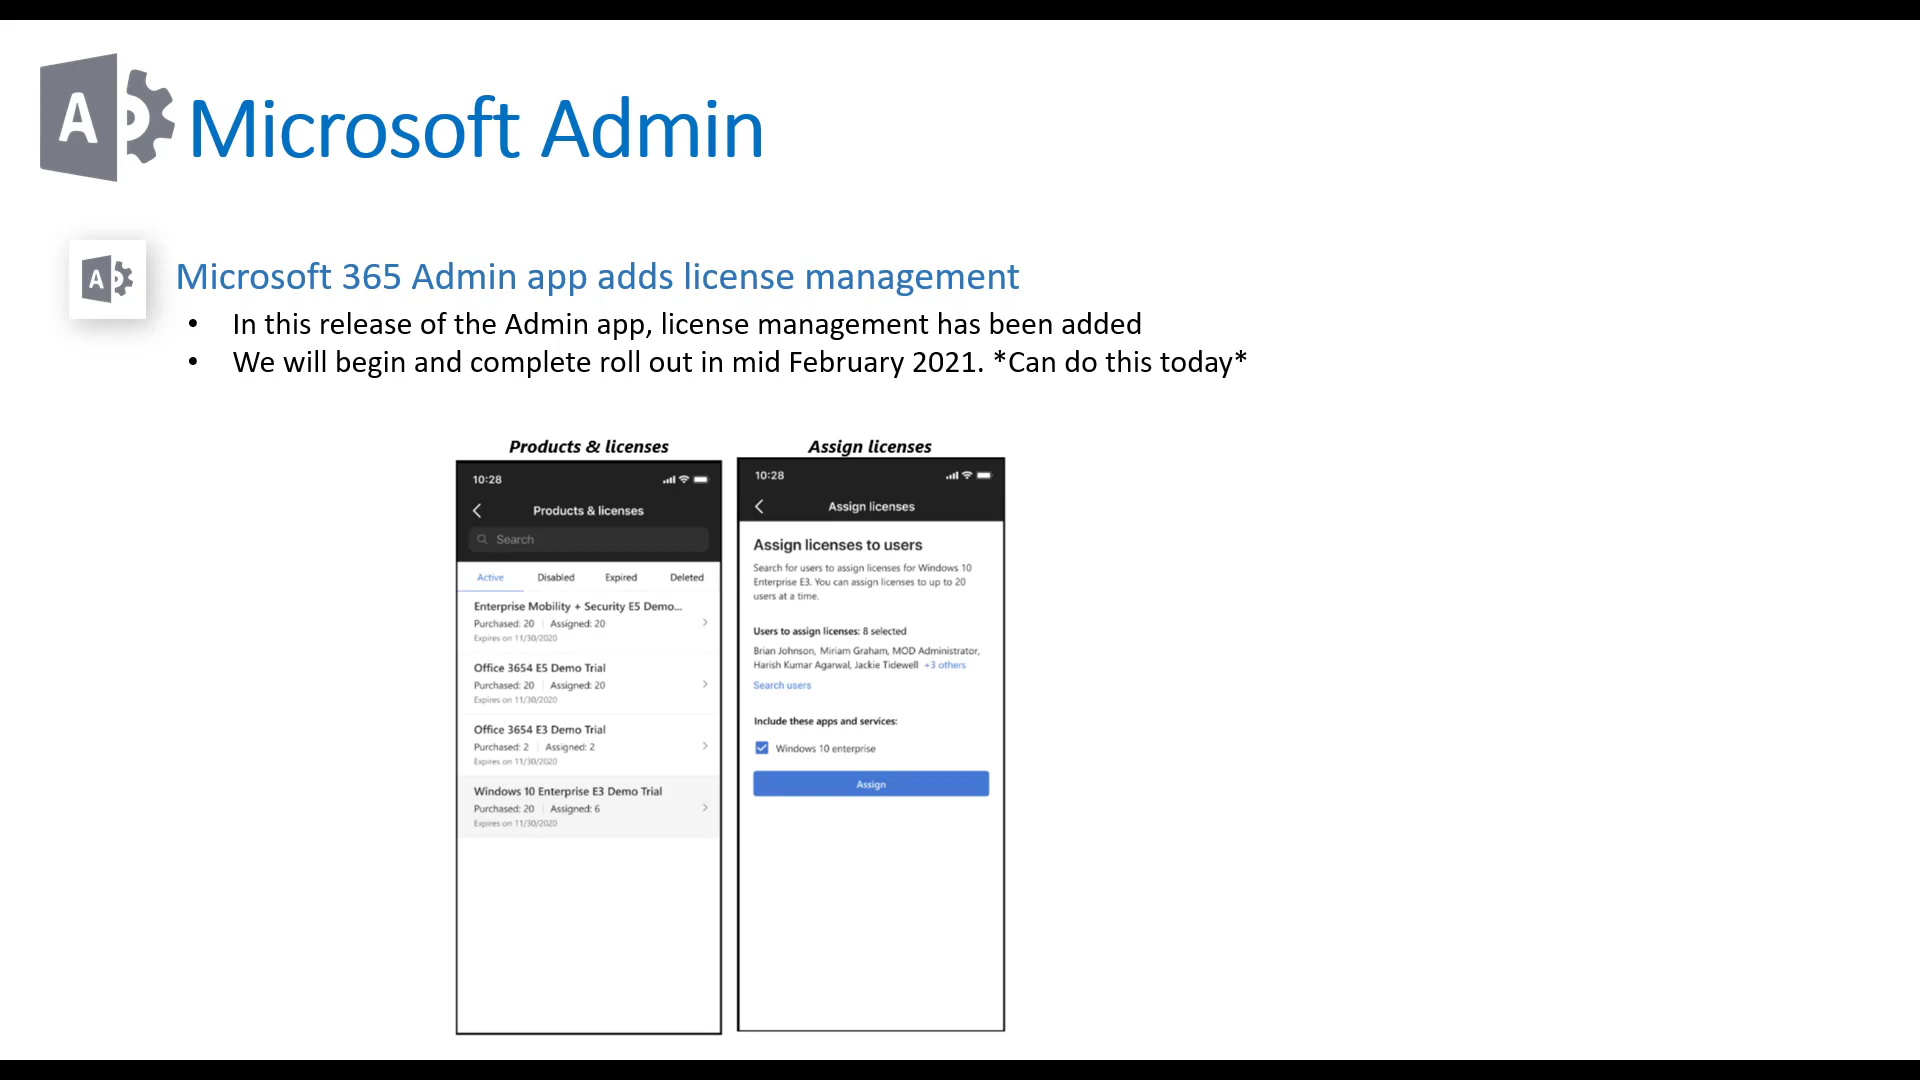 A
Microsoft Admin
A
Microsoft 365 Admin app adds license management
• In this release of the Admin app, license management has been added
• We will begin and complete roll out in mid February 2021. *Can do this today*
Products & licenses
10:28
Products & licenses
Search
Active Disabled Expired Deleted
Enterprise Mobility + Security E5 Demo...
Purchased: 20 | Assigned: 20
Expires on 11/30/2020
Office 3654 E5 Demo Trial
Purchased: 20 | Assigned: 20
Expires on 11/30/2020
Office 3654 E3 Demo Trial
Purchased: 2 | Assigned: 2
Expires on 11/30/2020
Windows 10 Enterprise E3 Demo Trial
Purchased: 20 | Assigned: 6
Expires on 11/30/2020
Assign licenses
10:28
Assign licenses
Assign licenses to users
Search for users to assign licenses for Windows 10
Enterprise E3. You can assign licenses to up to 20
users at a time.
Users to assign licenses: 8 selected
Brian Johnson, Miriam Graham, MOD Administrator,
Harish Kumar Agarwal, Jackie Tidewell +3 others
Search users
Include these apps and services:
Windows 10 enterprise
Assign